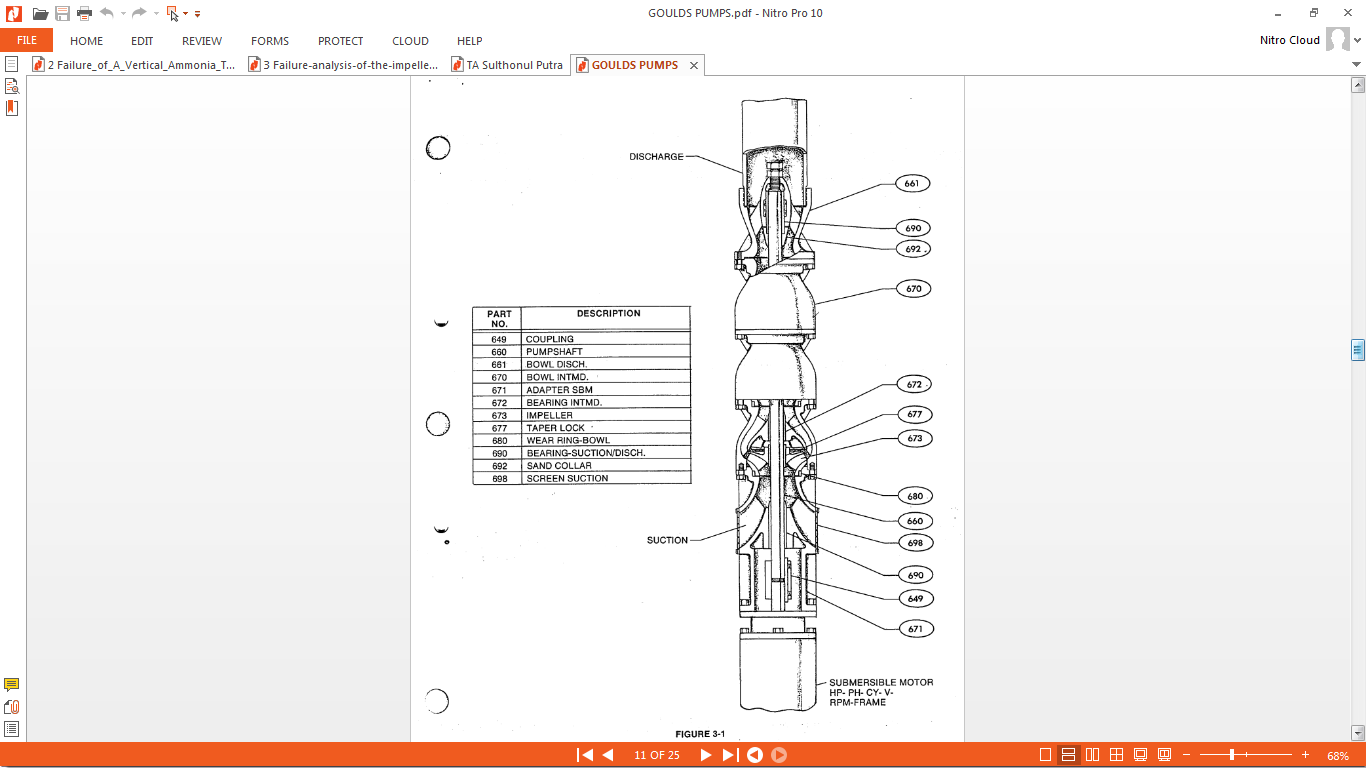 GOULDS PUMPS.pdf - Nitro Pro 10
FILE HOME EDIT REVIEW FORMS PROTECT CLOUD HELP Nitro Cloud
2 Failure_of_A_Vertical_Ammonia_T... 3 Failure-analysis-of-the-impelle... TA Sulthonul Putra GOULDS PUMPS
DISCHARGE
661
690
692
670
PART NO. DESCRIPTION
649 COUPLING
660 PUMPSHAFT
661 BOWL DISCH.
670 BOWL INTMD.
671 ADAPTER SBM
672 BEARING INTMD.
673 IMPELLER
677 TAPER LOCK
680 WEAR RING-BOWL
690 BEARING-SUCTION/DISCH.
692 SAND COLLAR
698 SCREEN SUCTION
672
677
673
680
660
SUCTION
698
690
649
671
SUBMERSIBLE MOTOR
HP- PH- CY- V-
RPM-FRAME
FIGURE 3-1
11 OF 25
68%